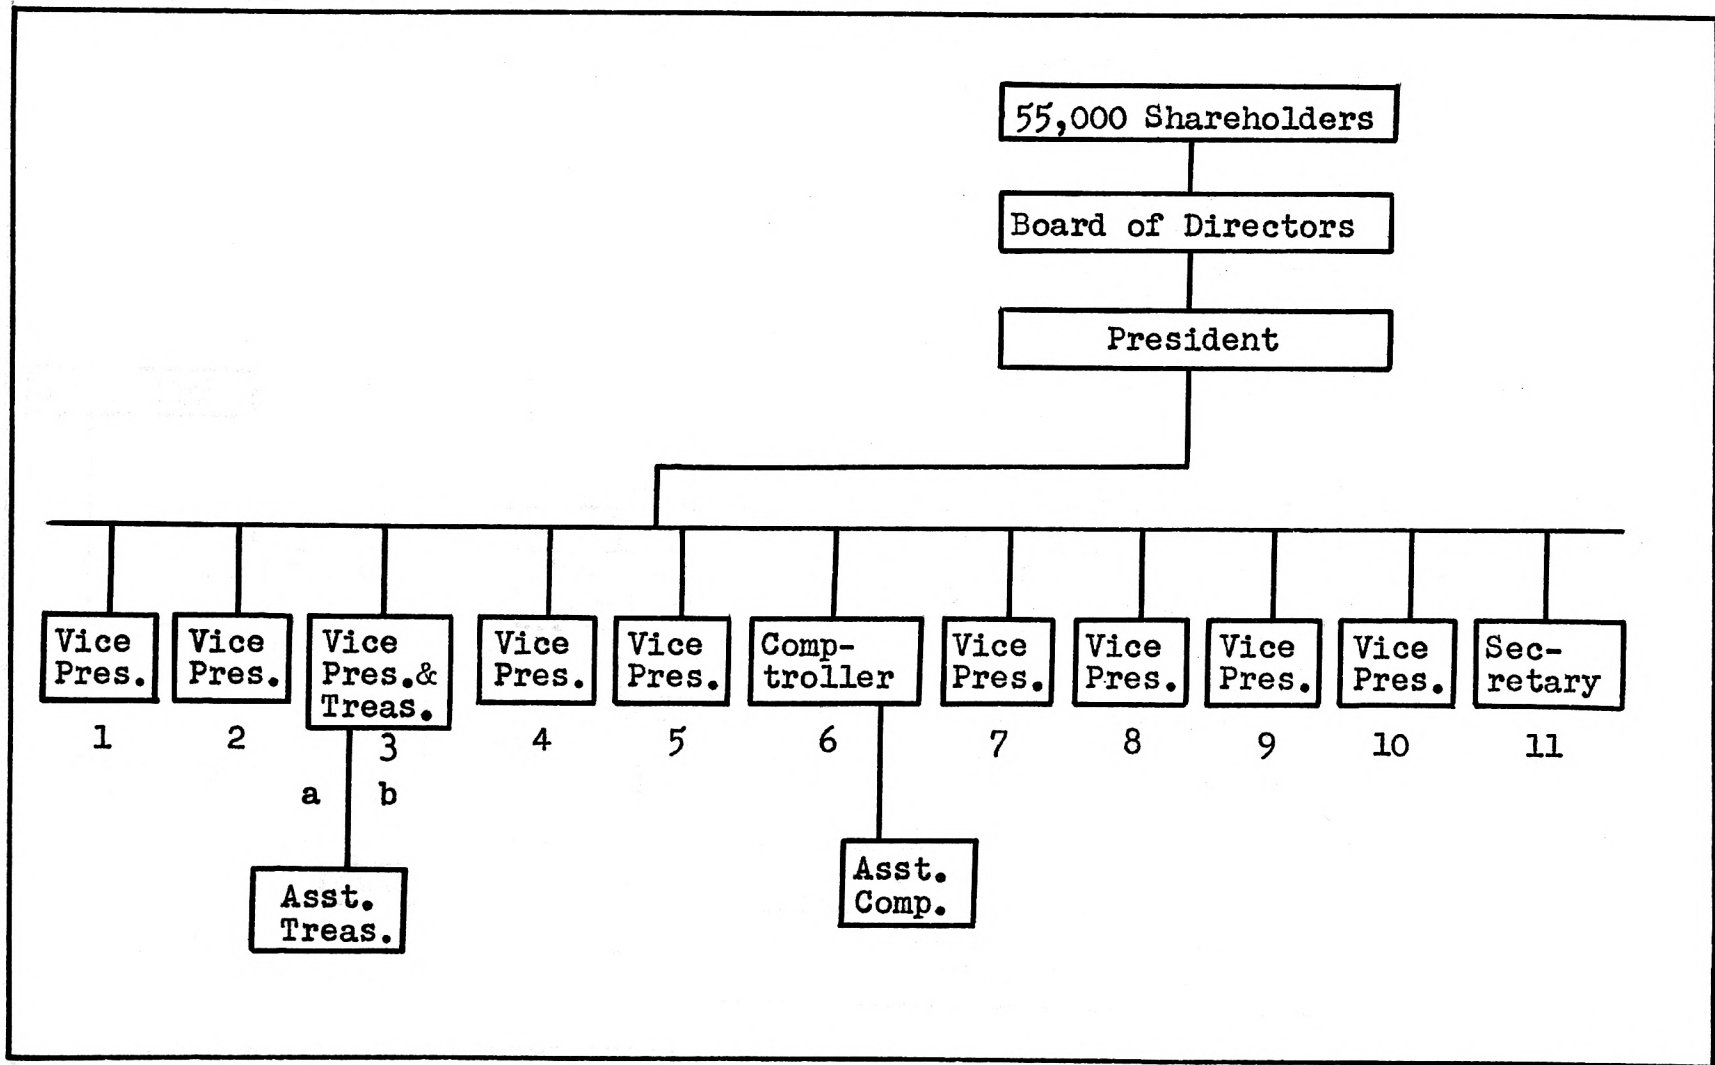 55,000 Shareholders
Board of Directors
President
Vice
Pres.
1
Vice
Pres.
2
Vice
Pres.&
Treas.
3
a b
Vice
Pres.
4
Vice
Pres.
5
Comp-
troller
6
Vice
Pres.
7
Vice
Pres.
8
Vice
Pres.
9
Vice
Pres.
10
Sec-
retary
11
Asst.
Treas.
Asst.
Comp.